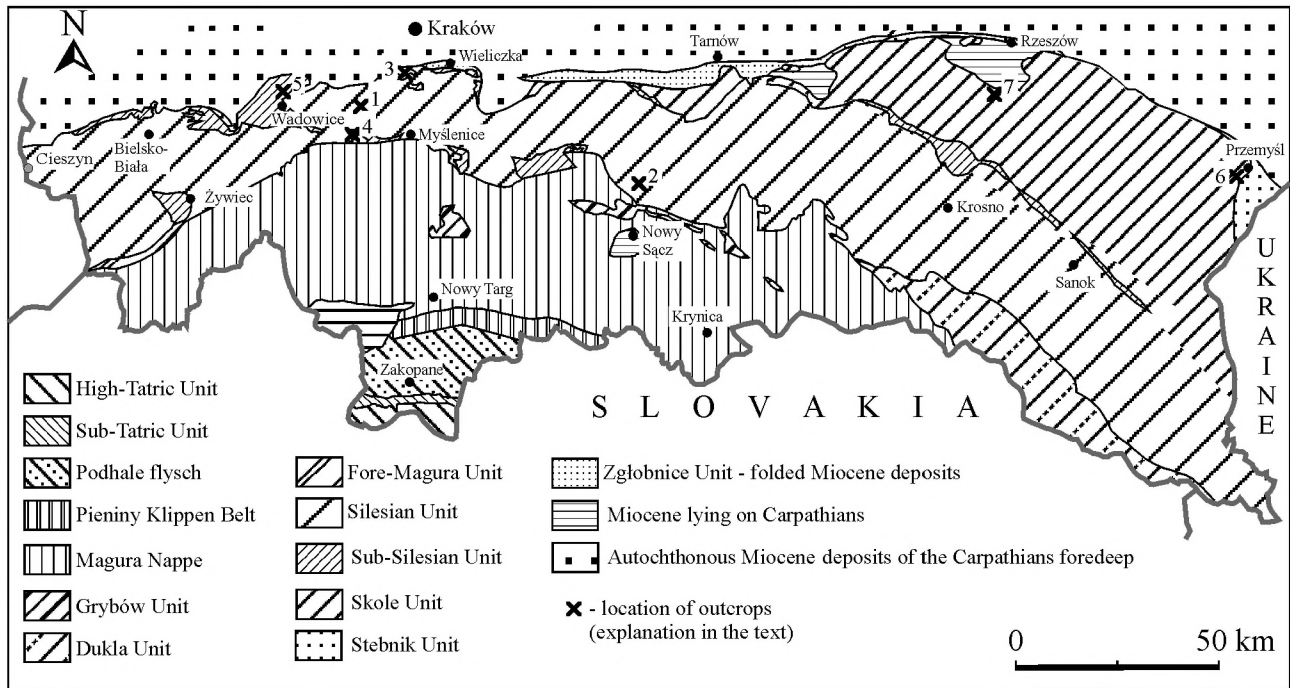 N
Kraków
Wieliczka
3
Tarnów
Rzeszów
5
1
Wadowice
7
4
Myślenice
Bielsko-
Biała
Cieszyn
Przemyśl
6
Żywiec
2
Krosno
Nowy
Sącz
Sanok
Nowy Targ
Krynica
Zakopane
UKRAINE
SLOVAKIA
High-Tatric Unit
Sub-Tatric Unit
Podhale flysch
Pieniny Klippen Belt
Magura Nappe
Grybów Unit
Dukla Unit
Fore-Magura Unit
Silesian Unit
Sub-Silesian Unit
Skole Unit
Stebnik Unit
Zgłobnice Unit - folded Miocene deposits
Miocene lying on Carpathians
Autochthonous Miocene deposits of the Carpathians foredeep
- location of outcrops
(explanation in the text)
0 50 km